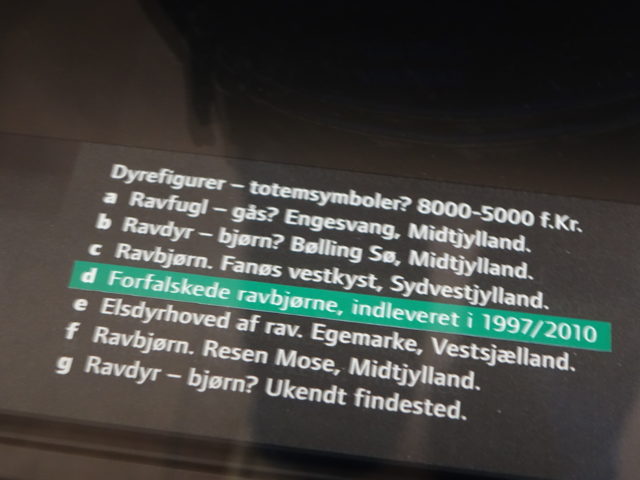 Dyrefigurer – totemsymboler? 8000-5000 f.Kr.
a Ravfugl – gås? Engesvang, Midtjylland.
b Ravdyr – bjørn? Bølling Sø, Midtjylland.
c Ravbjørn. Fanøs vestkyst, Sydvestjylland.
d Forfalskede ravbjørne, indleveret i 1997/2010
e Elsdyrhoved af rav. Egemarke, Vestsjælland.
f Ravbjørn. Resen Mose, Midtjylland.
g Ravdyr – bjørn? Ukendt findested.